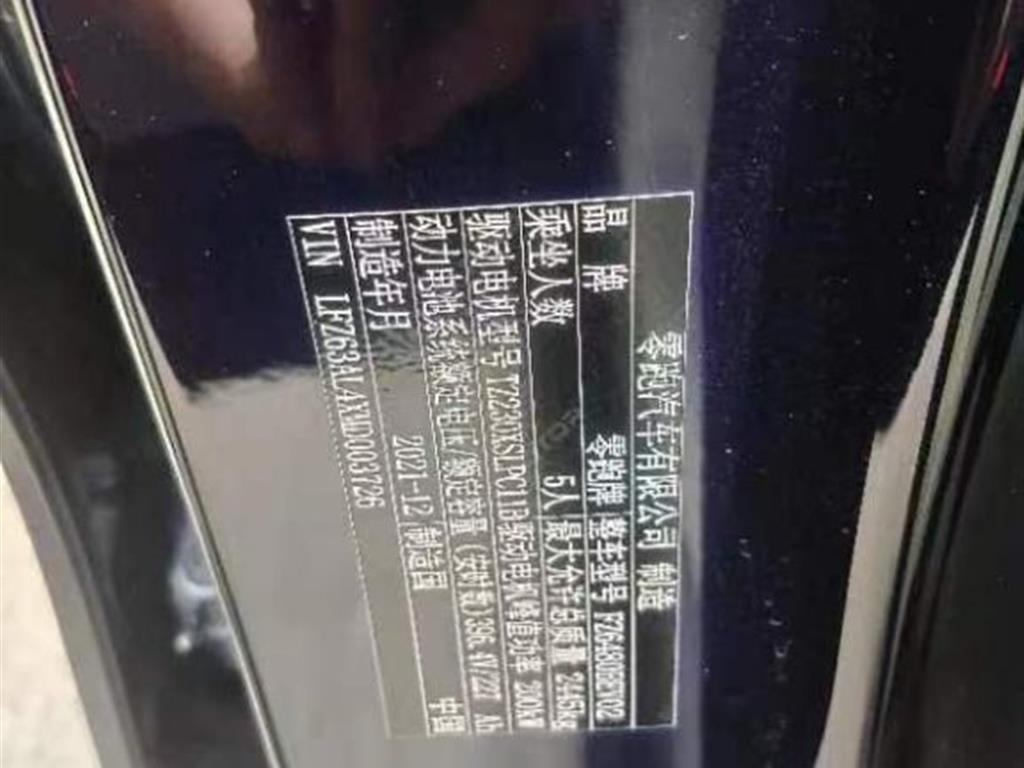 零跑汽车有限公司 制造
品 牌 零跑牌 整车型号 FZ6480BEV02
乘坐人数 5人 最大允许总质量 2445kg
驱动电机型号 TZ230XSLPC11B 驱动电机峰值功率 200kW
动力电池系统额定电压/额定容量(安时数) 396.4V/227 Ah
制造年月 2021-12 制造国 中国
VIN LFZ63AL4XMD003726